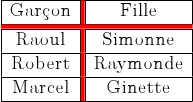 Garçon Fille
Raoul Simonne
Robert Raymonde
Marcel Ginette